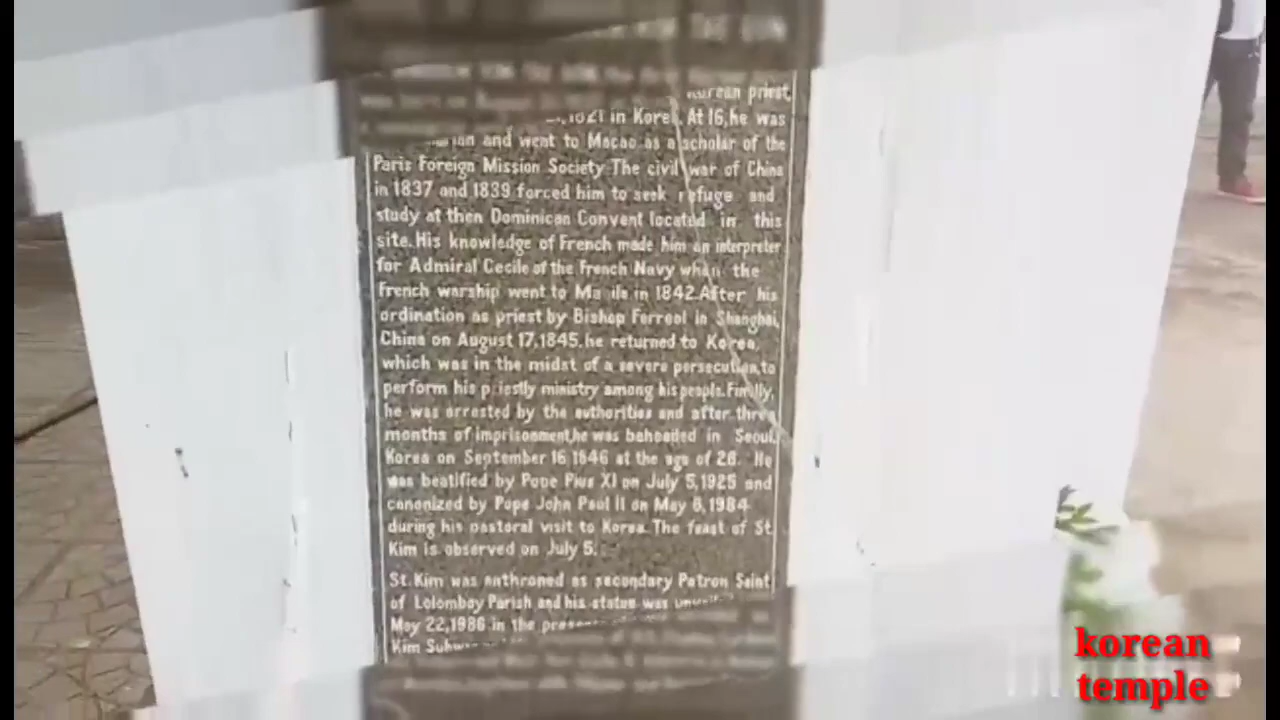 korean priest,
1821 in Korea. At 16, he was
and went to Macao as a scholar of the
Paris Foreign Mission Society The civil war of China
in 1837 and 1839 forced him to seek refuge and
study at then Dominican Convent located in this
site. His knowledge of French made him an interpreter
for Admiral Cecile of the French Navy when the
French warship went to Manila in 1842. After his
ordination as priest by Bishop Ferreol in Shanghai,
China on August 17, 1845. he returned to Korea,
which was in the midst of a severe persecution, to
perform his priestly ministry among his people. Finally,
he was arrested by the authorities and after three
months of imprisonment, he was beheaded in Seoul,
Korea on September 16 1846 at the age of 26. He
was beatified by Pope Pius XI on July 5, 1925 and
canonized by Pope John Paul II on May 6, 1984
during his pastoral visit to Korea. The feast of St.
Kim is observed on July 5.
St. Kim was enthroned as secondary Patron Saint
of Lolomboy Parish and his statue was
May 22, 1986 in the
Kim
korean
temple